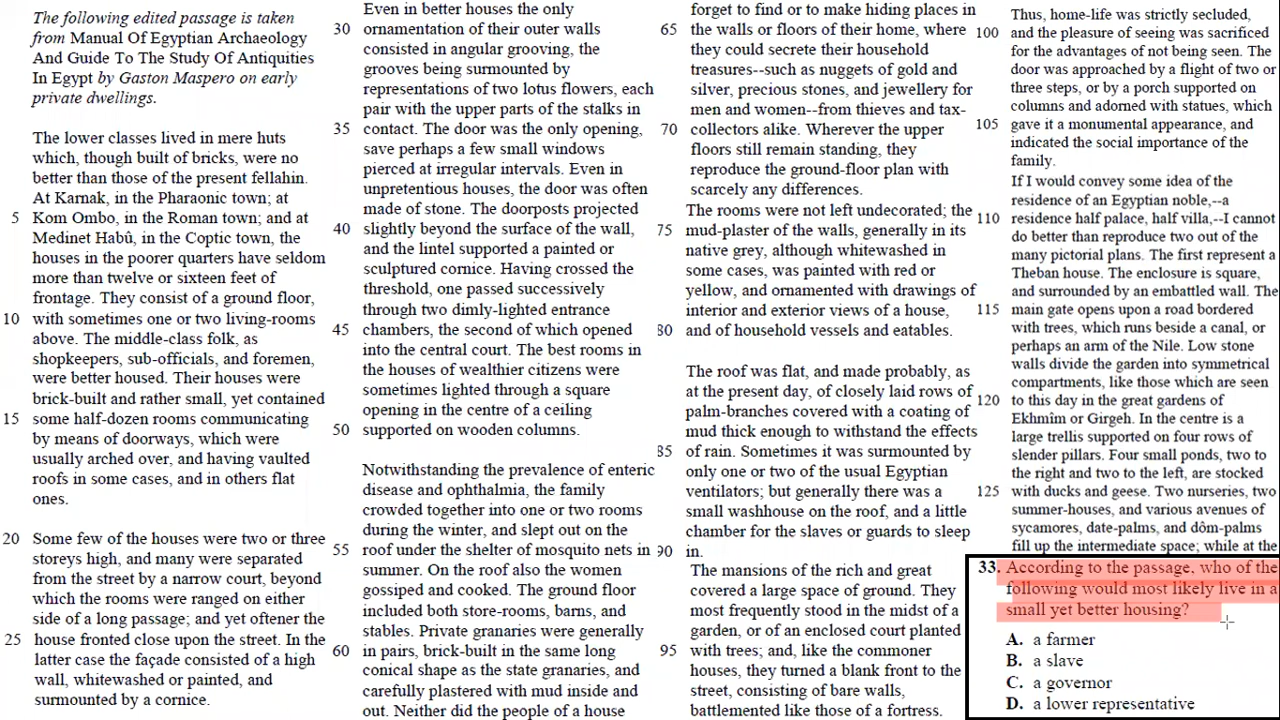 The following edited passage is taken
from Manual Of Egyptian Archaeology
And Guide To The Study Of Antiquities
In Egypt by Gaston Maspero on early
private dwellings.
The lower classes lived in mere huts
which, though built of bricks, were no
better than those of the present fellahin.
At Karnak, in the Pharaonic town; at
5 Kom Ombo, in the Roman town; and at
Medinet Habû, in the Coptic town, the
houses in the poorer quarters have seldom
more than twelve or sixteen feet of
frontage. They consist of a ground floor,
10 with sometimes one or two living-rooms
above. The middle-class folk, as
shopkeepers, sub-officials, and foremen,
were better housed. Their houses were
brick-built and rather small, yet contained
15 some half-dozen rooms communicating
by means of doorways, which were
usually arched over, and having vaulted
roofs in some cases, and in others flat
ones.
20 Some few of the houses were two or three
storeys high, and many were separated
from the street by a narrow court, beyond
which the rooms were ranged on either
side of a long passage; and yet oftener the
25 house fronted close upon the street. In the
latter case the façade consisted of a high
wall, whitewashed or painted, and
surmounted by a cornice.
Even in better houses the only
30 ornamentation of their outer walls
consisted in angular grooving, the
grooves being surmounted by
representations of two lotus flowers, each
pair with the upper parts of the stalks in
35 contact. The door was the only opening,
save perhaps a few small windows
pierced at irregular intervals. Even in
unpretentious houses, the door was often
made of stone. The doorposts projected
40 slightly beyond the surface of the wall,
and the lintel supported a painted or
sculptured cornice. Having crossed the
threshold, one passed successively
through two dimly-lighted entrance
45 chambers, the second of which opened
into the central court. The best rooms in
the houses of wealthier citizens were
sometimes lighted through a square
opening in the centre of a ceiling
50 supported on wooden columns.
Notwithstanding the prevalence of enteric
disease and ophthalmia, the family
crowded together into one or two rooms
during the winter, and slept out on the
55 roof under the shelter of mosquito nets in
summer. On the roof also the women
gossiped and cooked. The ground floor
included both store-rooms, barns, and
stables. Private granaries were generally
60 in pairs, brick-built in the same long
conical shape as the state granaries, and
carefully plastered with mud inside and
out. Neither did the people of a house
forget to find or to make hiding places in
65 the walls or floors of their home, where
they could secrete their household
treasures--such as nuggets of gold and
silver, precious stones, and jewellery for
men and women--from thieves and tax-
70 collectors alike. Wherever the upper
floors still remain standing, they
reproduce the ground-floor plan with
scarcely any differences.
The rooms were not left undecorated; the
75 mud-plaster of the walls, generally in its
native grey, although whitewashed in
some cases, was painted with red or
yellow, and ornamented with drawings of
interior and exterior views of a house,
80 and of household vessels and eatables.
The roof was flat, and made probably, as
at the present day, of closely laid rows of
palm-branches covered with a coating of
mud thick enough to withstand the effects
85 of rain. Sometimes it was surmounted by
only one or two of the usual Egyptian
ventilators; but generally there was a
small washhouse on the roof, and a little
chamber for the slaves or guards to sleep
90 in.
The mansions of the rich and great
covered a large space of ground. They
most frequently stood in the midst of a
garden, or of an enclosed court planted
95 with trees; and, like the commoner
houses, they turned a blank front to the
street, consisting of bare walls,
battlemented like those of a fortress.
Thus, home-life was strictly secluded,
100 and the pleasure of seeing was sacrificed
for the advantages of not being seen. The
door was approached by a flight of two or
three steps, or by a porch supported on
columns and adorned with statues, which
105 gave it a monumental appearance, and
indicated the social importance of the
family.
If I would convey some idea of the
residence of an Egyptian noble,--a
110 residence half palace, half villa,--I cannot
do better than reproduce two out of the
many pictorial plans. The first represent a
Theban house. The enclosure is square,
and surrounded by an embattled wall. The
115 main gate opens upon a road bordered
with trees, which runs beside a canal, or
perhaps an arm of the Nile. Low stone
walls divide the garden into symmetrical
compartments, like those which are seen
120 to this day in the great gardens of
Ekhmîm or Girgeh. In the centre is a
large trellis supported on four rows of
slender pillars. Four small ponds, two to
the right and two to the left, are stocked
125 with ducks and geese. Two nurseries, two
summer-houses, and various avenues of
sycamores, date-palms, and dôm-palms
fill up the intermediate space; while at the
33. According to the passage, who of the
following would most likely live in a
small yet better housing?
A. a farmer
B. a slave
C. a governor
D. a lower representative